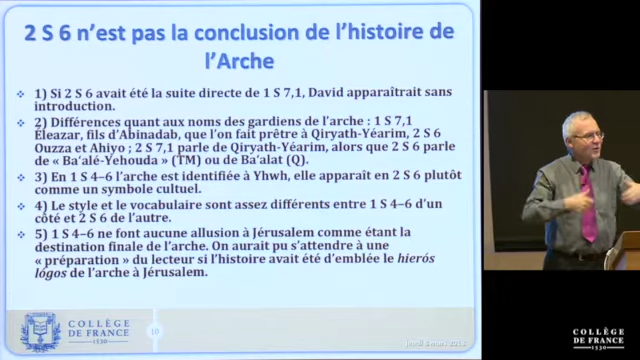 2 S 6 n'est pas la conclusion de l'histoire de
l'Arche
1) Si 2 S 6 avait été la suite directe de 1 S 7,1, David apparaîtrait sans
introduction.
2) Différences quant aux noms des gardiens de l'arche : 1 S 7,1
Eleazar, fils d'Abinadab, que l'on fait prêtre à Qiryath-Yéarim, 2 S 6
Ouzza et Ahiyo ; 2 S 7,1 parle de Qiryath-Yéarim, alors que 2 S 6 parle
de « Ba'alé-Yehouda » (TM) ou de Ba'alat (Q).
3) En 1 S 4–6 l'arche est identifiée à Yhwh, elle apparaît en 2 S 6 plutôt
comme un symbole cultuel.
4) Le style et le vocabulaire sont assez différents entre 1 S 4–6 d'un
côté et 2 S 6 de l'autre.
5) 1 S 4–6 ne font aucune allusion à Jérusalem comme étant la
destination finale de l'arche. On aurait pu s'attendre à une
« préparation » du lecteur si l'histoire avait été d'emblée le hierós
lógos de l'arche à Jérusalem.
COLLÈGE
DE FRANCE
1530
10
COLLÈGE
DE FRANCE
1530